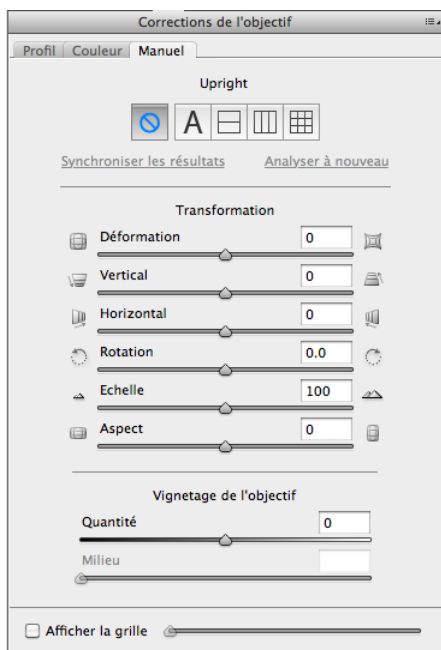 Corrections de l'objectif
Profil Couleur Manuel
Upright
A
Synchroniser les résultats Analyser à nouveau
Transformation
Déformation 0
Vertical 0
Horizontal 0
Rotation 0.0
Echelle 100
Aspect 0
Vignetage de l'objectif
Quantité 0
Milieu
Afficher la grille